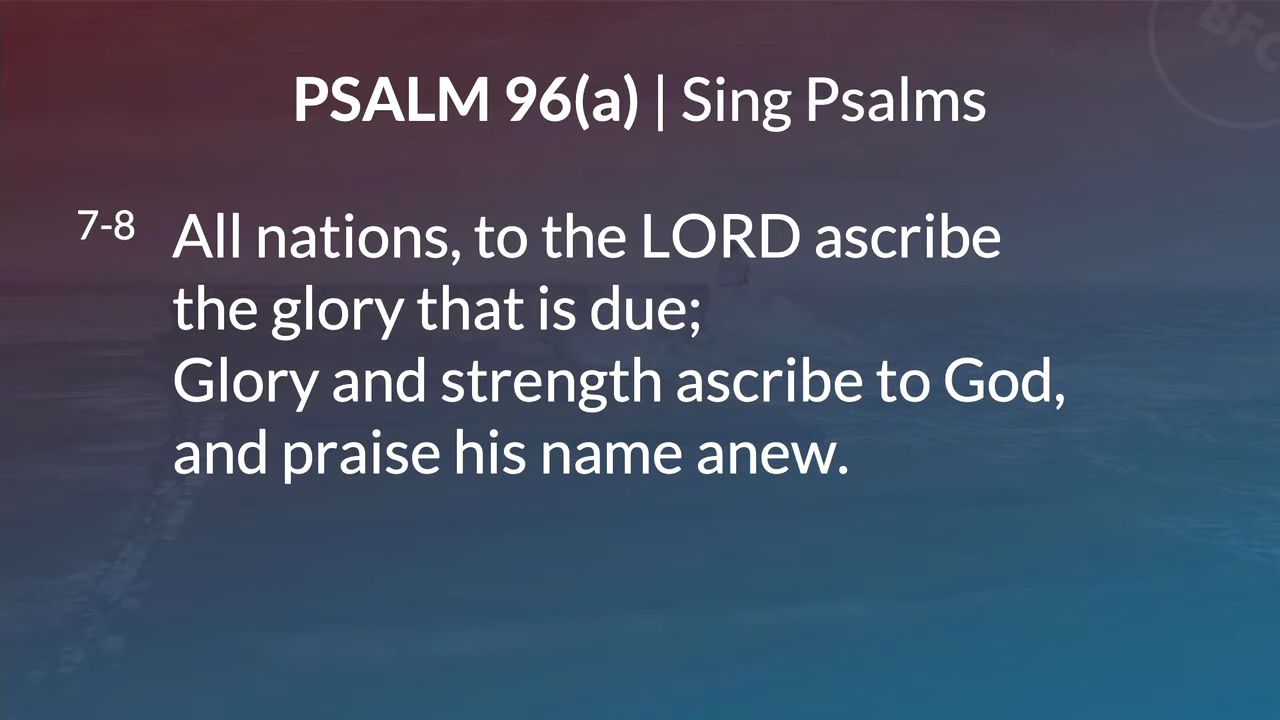 BFC
PSALM 96(a) | Sing Psalms
7-8 All nations, to the LORD ascribe
the glory that is due;
Glory and strength ascribe to God,
and praise his name anew.